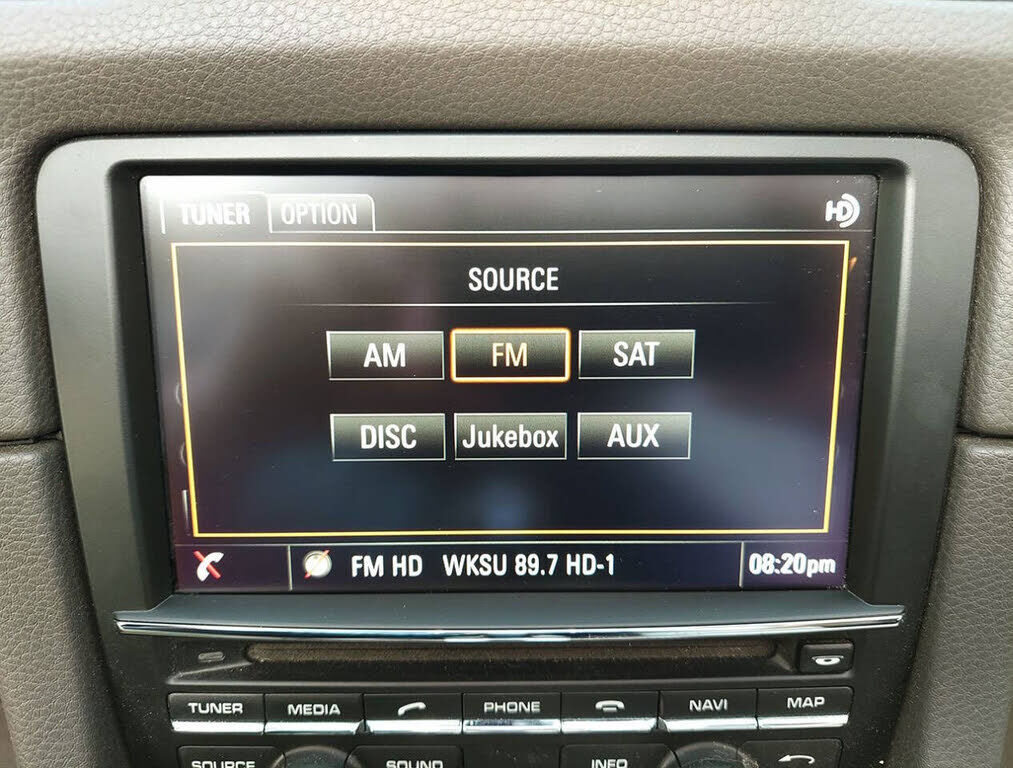 TUNER OPTION HD
SOURCE
AM FM SAT
DISC Jukebox AUX
FM HD WKSU 89.7 HD-1 08:20pm
TUNER MEDIA PHONE NAVI MAP
SOURCE SOUND INFO